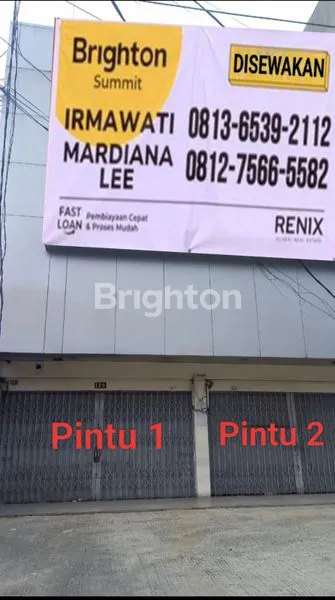 Brighton
Summit
DISEWAKAN
IRMAWATI 0813-6539-2112
MARDIANA LEE 0812-7566-5582
FAST LOAN Pembiayaan Cepat & Proses Mudah
RENIX
Brighton
Pintu 1
Pintu 2